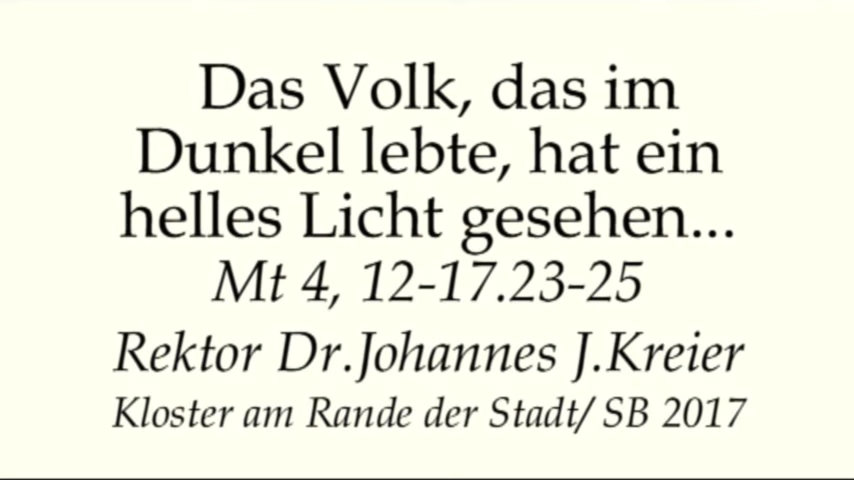 Das Volk, das im
Dunkel lebte, hat ein
helles Licht gesehen...
Mt 4, 12-17.23-25
Rektor Dr.Johannes J.Kreier
Kloster am Rande der Stadt/ SB 2017